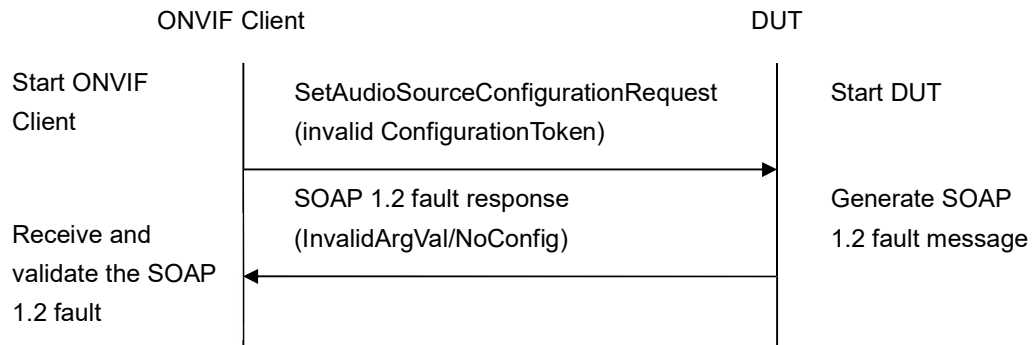 ONVIF Client
DUT
Start ONVIF
Client
SetAudioSourceConfigurationRequest
(invalid ConfigurationToken)
Start DUT
SOAP 1.2 fault response
(InvalidArgVal/NoConfig)
Generate SOAP
1.2 fault message
Receive and
validate the SOAP
1.2 fault